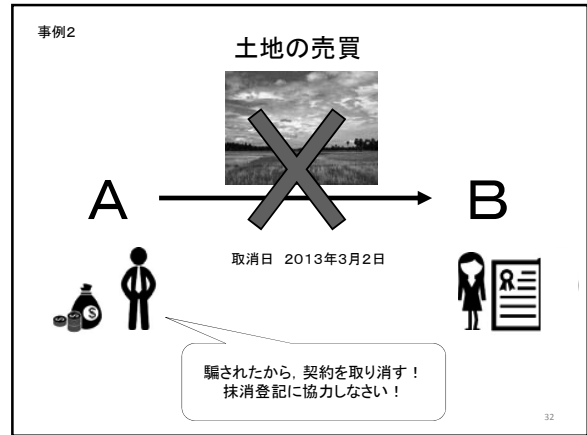 事例2
土地の売買
A
B
取消日 2013年3月2日
$
騙されたから, 契約を取り消す!
抹消登記に協力しなさい!
32